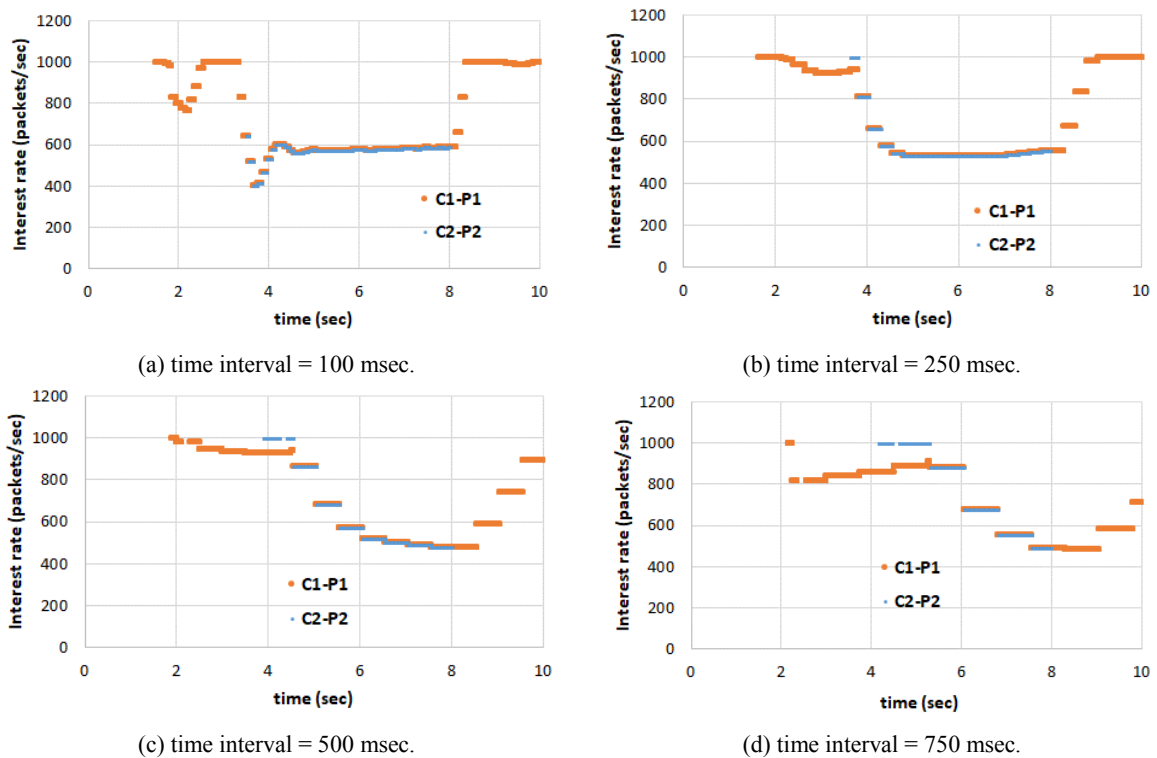 1200
1000
800
600
400
200
0
Interest rate (packets/sec)
C1-P1
C2-P2
0 2 4 6 8 10
time (sec)
(a) time interval = 100 msec.
1200
1000
800
600
400
200
0
Interest rate (packets/sec)
C1-P1
C2-P2
0 2 4 6 8 10
time (sec)
(b) time interval = 250 msec.
1200
1000
800
600
400
200
0
Interest rate (packets/sec)
C1-P1
C2-P2
0 2 4 6 8 10
time (sec)
(c) time interval = 500 msec.
1200
1000
800
600
400
200
0
Interest rate (packets/sec)
C1-P1
C2-P2
0 2 4 6 8 10
time (sec)
(d) time interval = 750 msec.